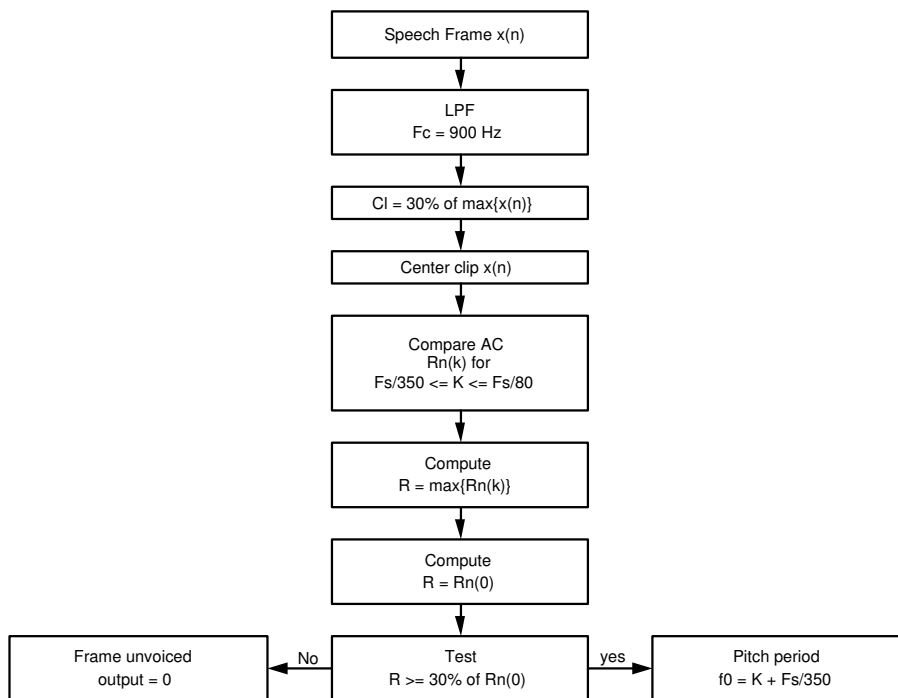 Speech Frame x(n)
LPF
Fc = 900 Hz
Cl = 30% of max{x(n)}
Center clip x(n)
Compare AC
Rn(k) for
Fs/350 <= K <= Fs/80
Compute
R = max{Rn(k)}
Compute
R = Rn(0)
Frame unvoiced
output = 0
No
Test
R >= 30% of Rn(0)
yes
Pitch period
f0 = K + Fs/350